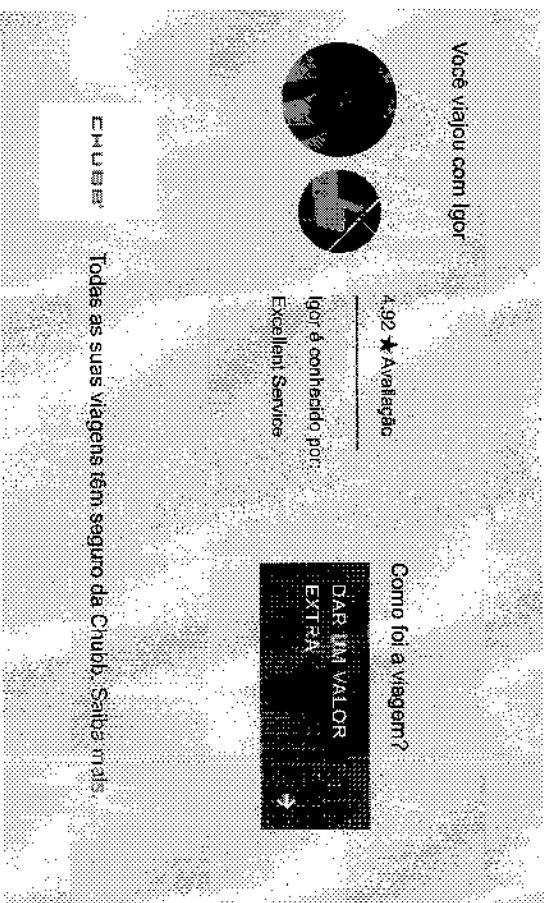 Você viajou com Igor
4.92 ★ Avaliação
Igor é conhecido por:
Excellent Service
Como foi a viagem?
DAR UM VALOR
EXTRA
CHUBB®
Todas as suas viagens têm seguro da Chubb. Saiba mais.